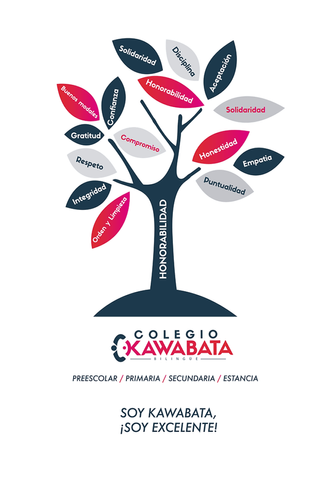 Solidaridad
Disciplina
Aceptación
Buenos modales
Confianza
Honorabilidad
Solidaridad
Gratitud
Compromiso
Honestidad
Respeto
Empatía
Integridad
Puntualidad
Orden y Limpieza
HONORABILIDAD
COLEGIO
KAWABATA
BILINGÜE
PREESCOLAR / PRIMARIA / SECUNDARIA / ESTANCIA
SOY KAWABATA,
¡SOY EXCELENTE!